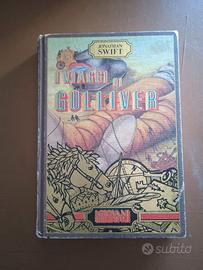 JONATHAN
SWIFT
I VIAGGI di
GULLIVER
subito